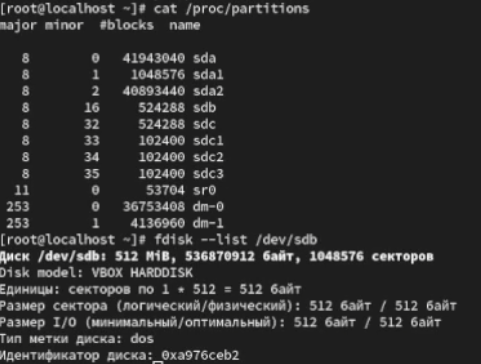 [root@localhost ~]# cat /proc/partitions
major minor  #blocks  name

   8        0   41943040 sda
   8        1    1048576 sda1
   8        2   40893440 sda2
   8       16     524288 sdb
   8       32     524288 sdc
   8       33     102400 sdc1
   8       34     102400 sdc2
   8       35     102400 sdc3
  11        0      53704 sr0
 253        0   36753408 dm-0
 253        1    4136960 dm-1
[root@localhost ~]# fdisk --list /dev/sdb
Диск /dev/sdb: 512 MiB, 536870912 байт, 1048576 секторов
Disk model: VBOX HARDDISK
Единицы: секторов по 1 * 512 = 512 байт
Размер сектора (логический/физический): 512 байт / 512 байт
Размер I/O (минимальный/оптимальный): 512 байт / 512 байт
Тип метки диска: dos
Идентификатор диска: 0xa976ceb2